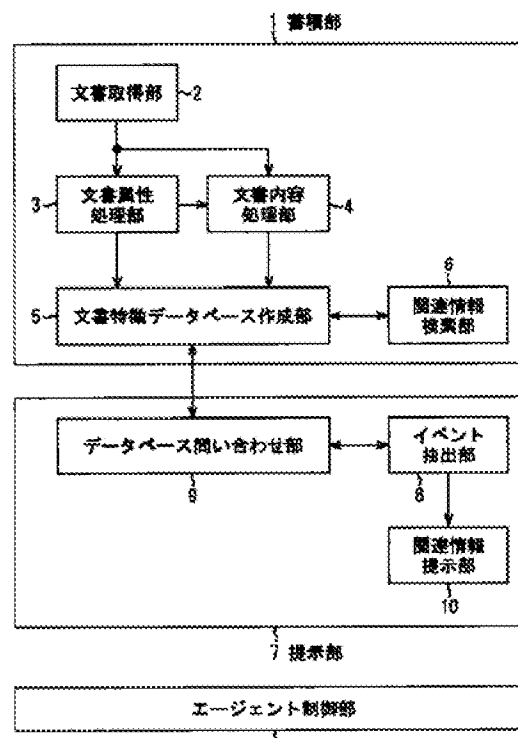 1 蓄積部
文書取得部 2
3 文書属性
処理部
文書内容
処理部 4
5 文書特徴データベース作成部
6
関連情報
検索部
データベース問い合わせ部
9
イベント
検出部
8
関連情報
提示部
10
7 提示部
エージェント制御部